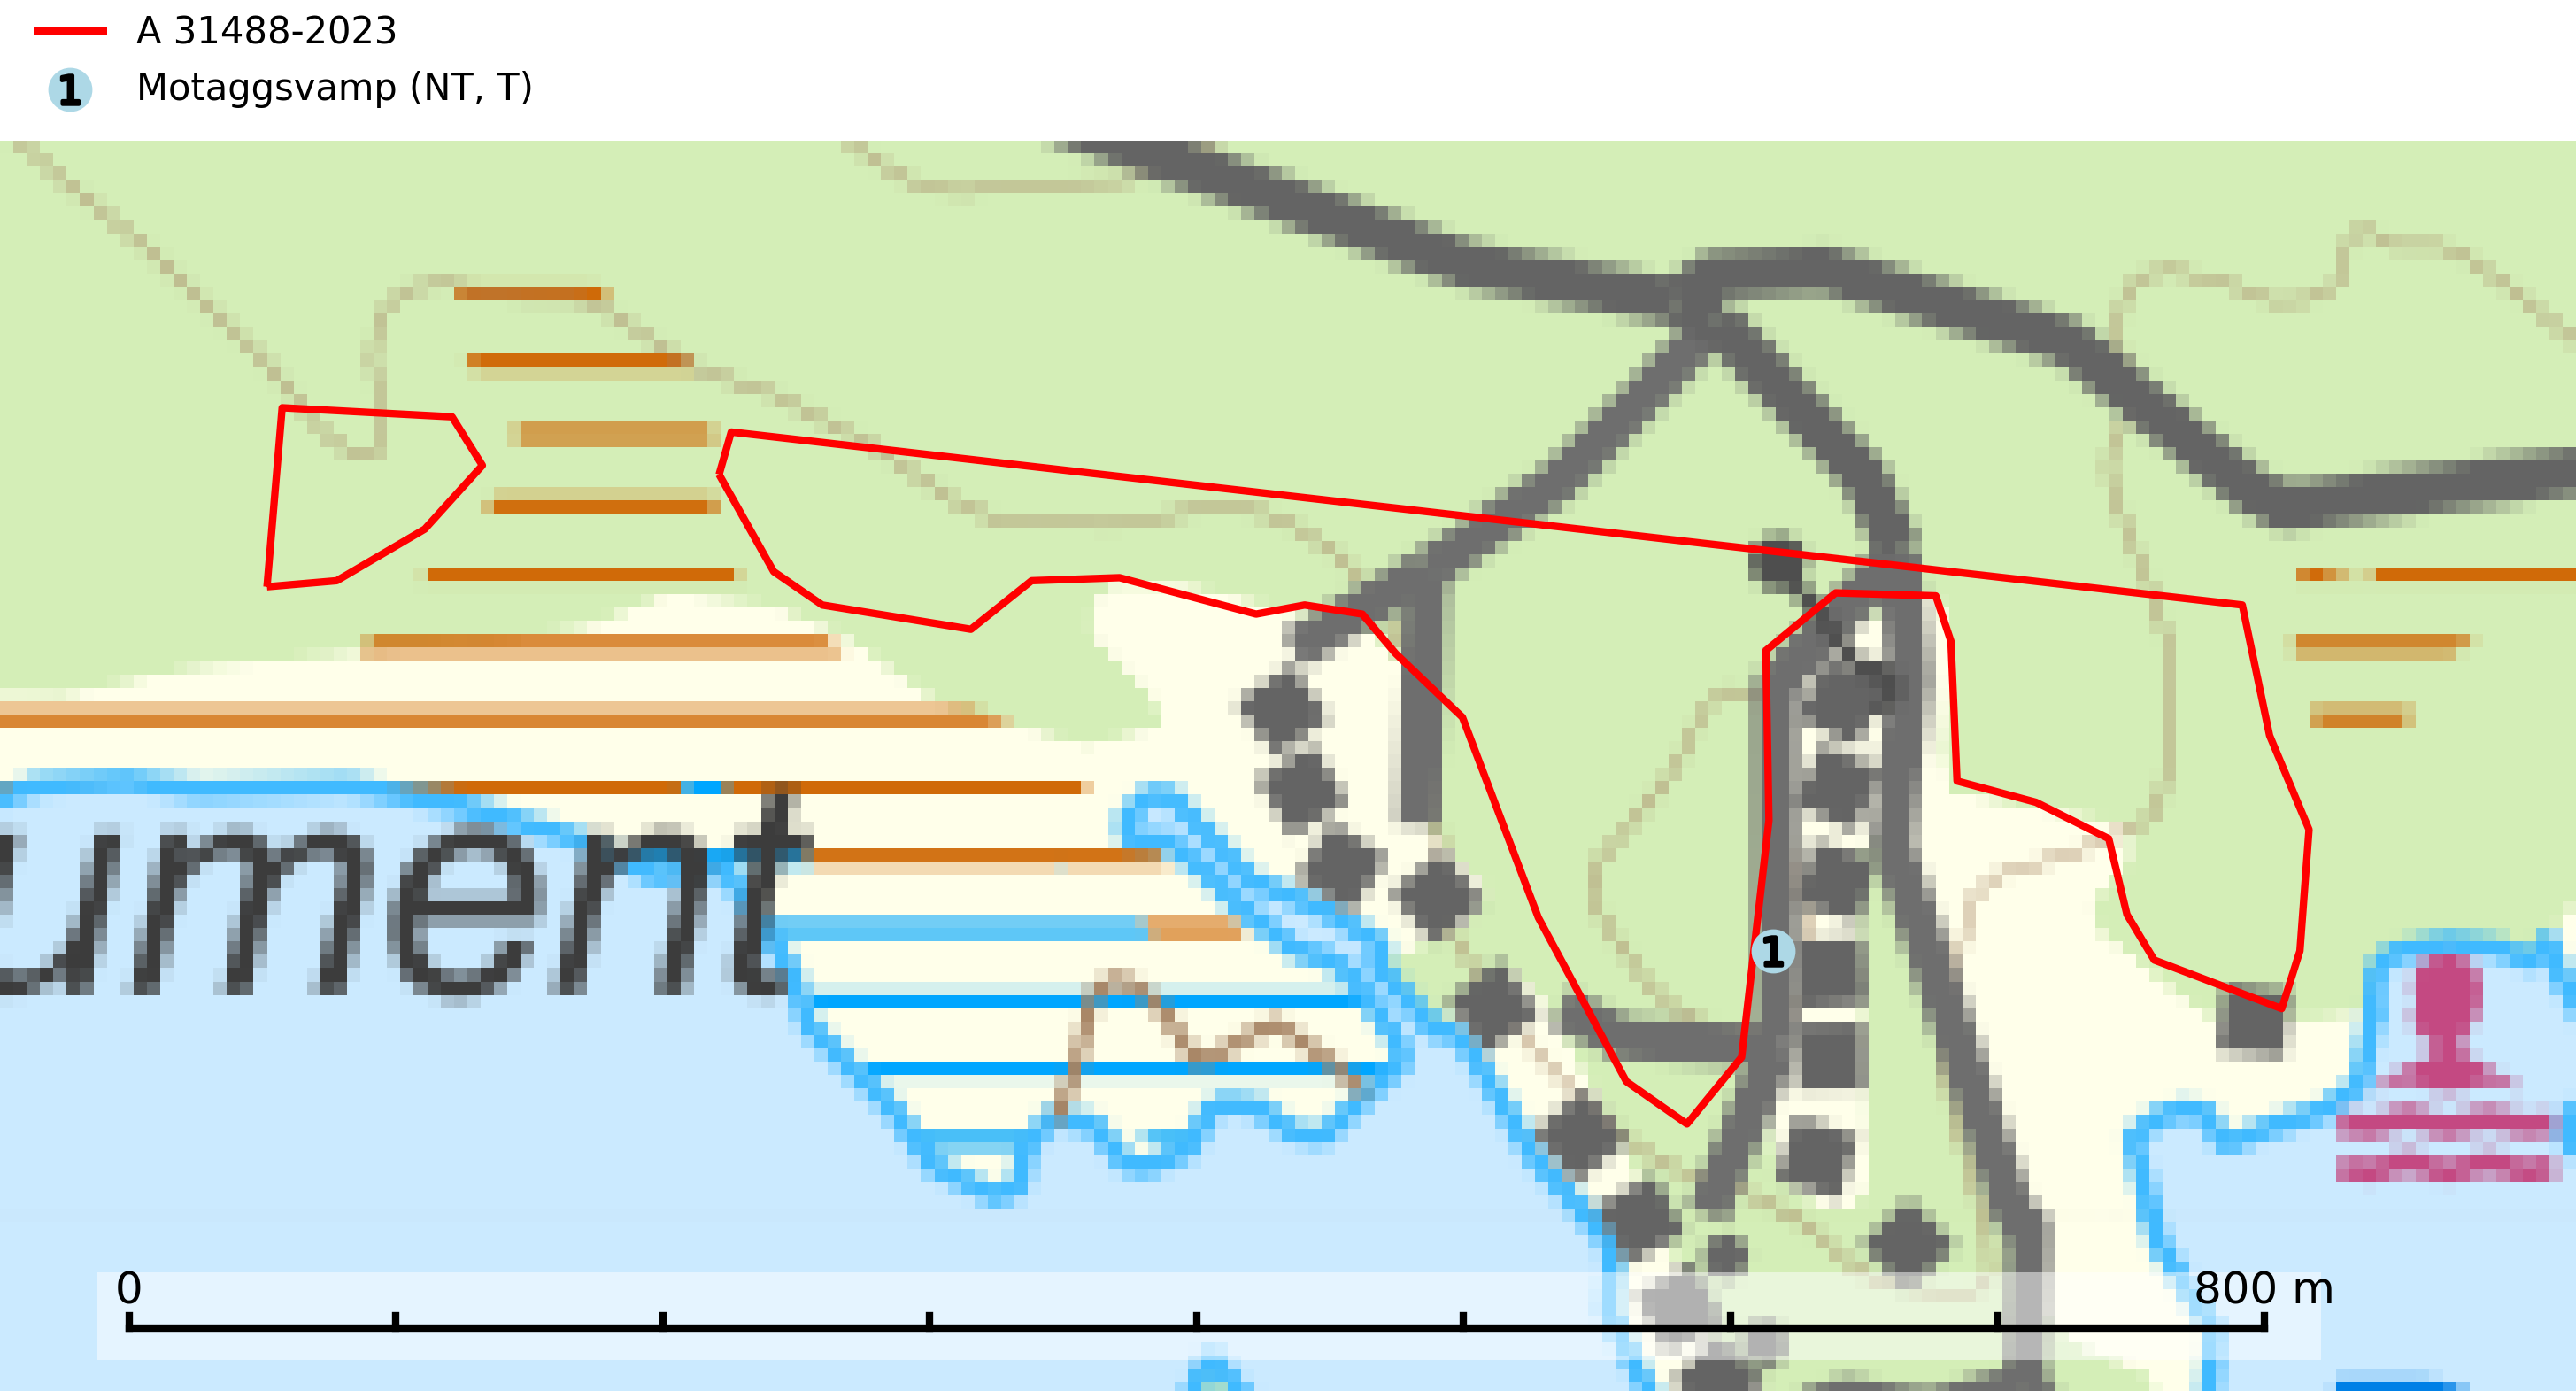 A 31488-2023
1 Motaggsvamp (NT, T)
1
ument
0 800 m